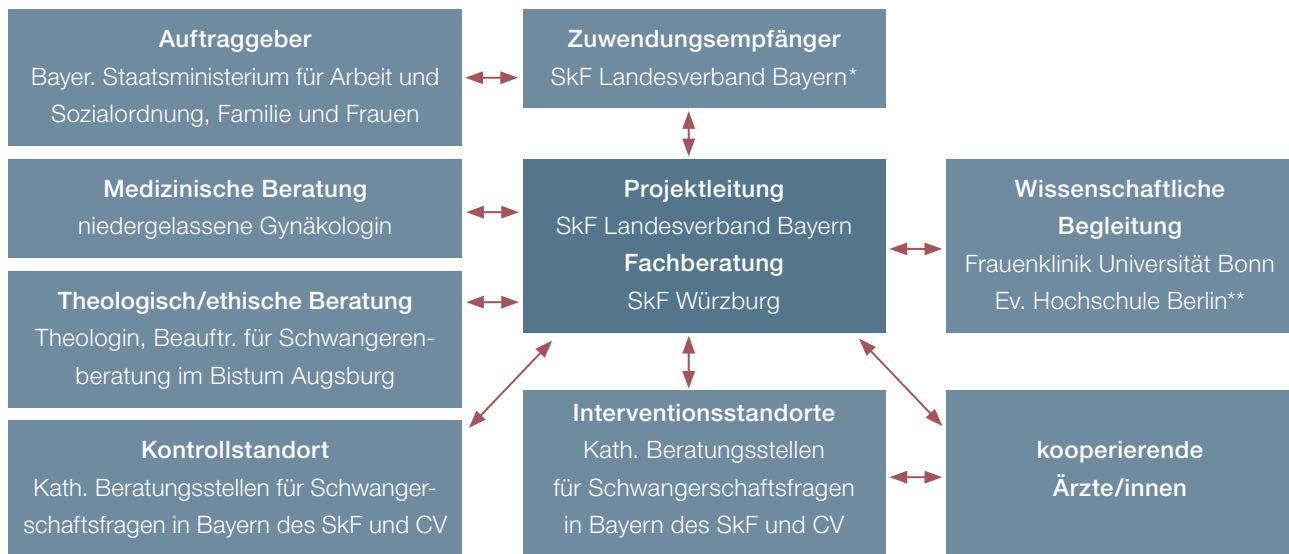 Auftraggeber
Bayer. Staatsministerium für Arbeit und
Sozialordnung, Familie und Frauen
Zuwendungsempfänger
SkF Landesverband Bayern*
Medizinische Beratung
niedergelassene Gynäkologin
Projektleitung
SkF Landesverband Bayern
Fachberatung
SkF Würzburg
Wissenschaftliche
Begleitung
Frauenklinik Universität Bonn
Ev. Hochschule Berlin**
Theologisch/ethische Beratung
Theologin, Beauftr. für Schwangeren-
beratung im Bistum Augsburg
Kontrollstandort
Kath. Beratungsstellen für Schwanger-
schaftsfragen in Bayern des SkF und CV
Interventionsstandorte
Kath. Beratungsstellen
für Schwangerschaftsfragen
in Bayern des SkF und CV
kooperierende
Ärzte/innen